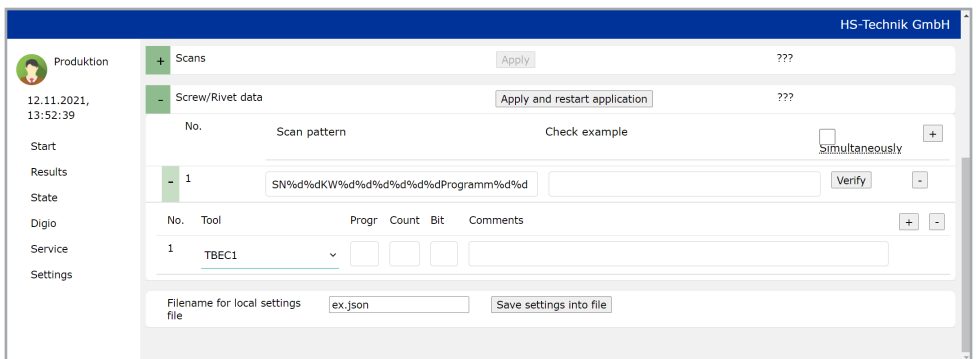 HS-Technik GmbH
Produktion
12.11.2021,
13:52:39
Start
Results
State
Digio
Service
Settings
+ Scans Apply ???
- Screw/Rivet data Apply and restart application ???
No. Scan pattern Check example Simultaneously +
- 1 SN%d%dKW%d%d%d%d%d%dProgramm%d%d Verify -
No. Tool Progr Count Bit Comments + -
1 TBEC1
Filename for local settings file ex.json Save settings into file